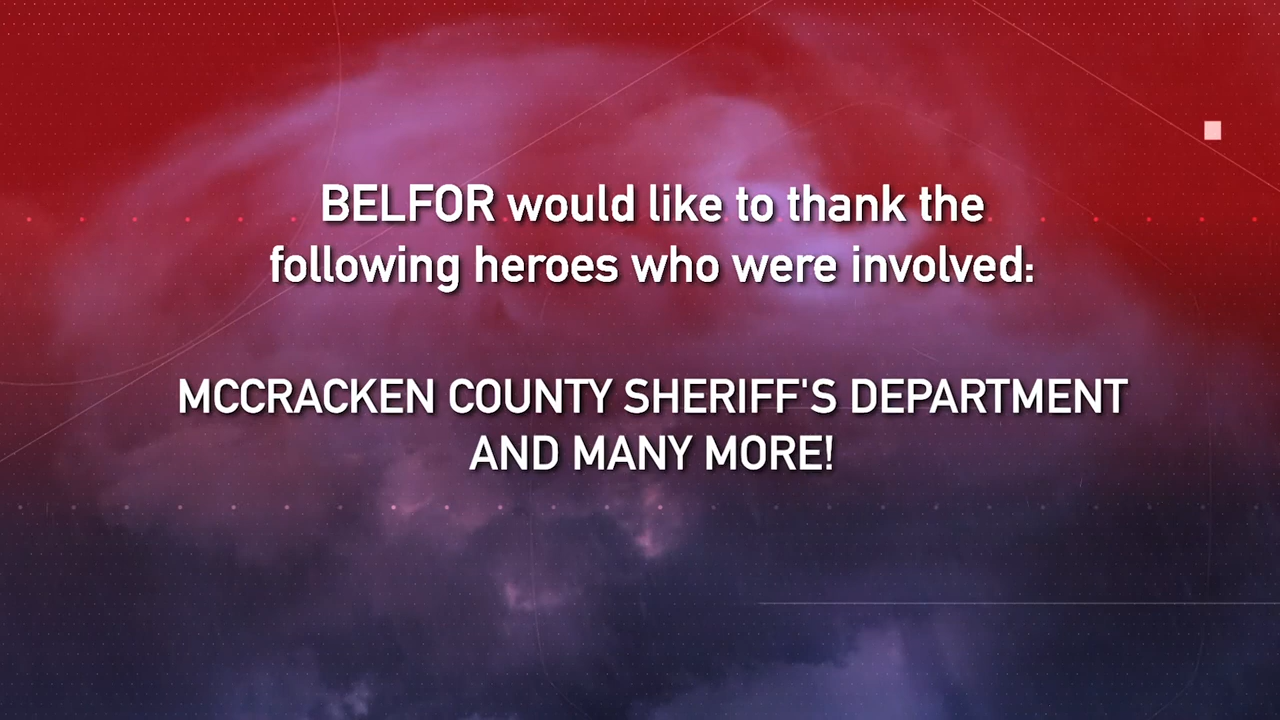 BELFOR would like to thank the
following heroes who were involved:
MCCRACKEN COUNTY SHERIFF'S DEPARTMENT
AND MANY MORE!